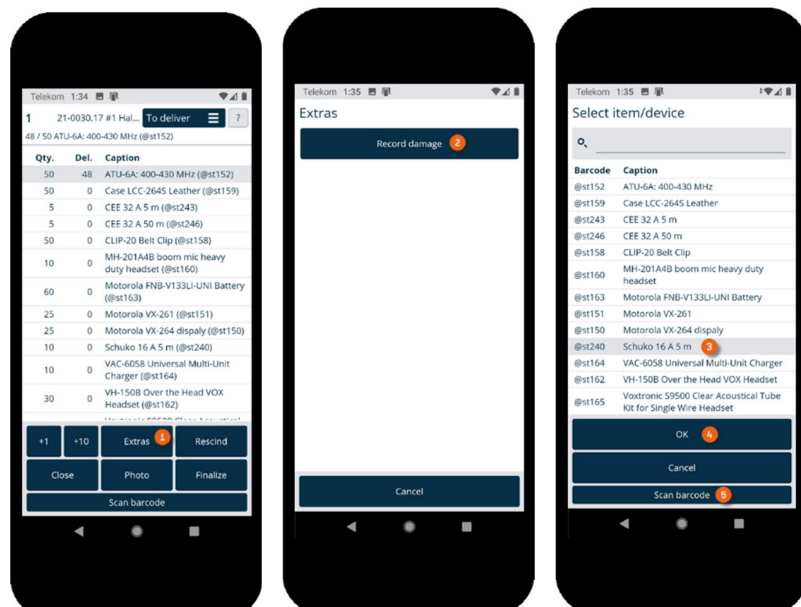 Telekom 1:34
1 21-0030.17 #1 Hal... To deliver ?
48 / 50 ATU-6A: 400-430 MHz (@st152)
Qty. Del. Caption
50 48 ATU-6A: 400-430 MHz (@st152)
50 0 Case LCC-264S Leather (@st159)
5 0 CEE 32 A 5 m (@st243)
5 0 CEE 32 A 50 m (@st246)
50 0 CLIP-20 Belt Clip (@st158)
10 0 MH-201A4B boom mic heavy
duty headset (@st160)
60 0 Motorola FNB-V133LI-UNI Battery
(@st163)
25 0 Motorola VX-261 (@st151)
25 0 Motorola VX-264 dispaly (@st150)
10 0 Schuko 16 A 5 m (@st240)
10 0 VAC-6058 Universal Multi-Unit
Charger (@st164)
30 0 VH-150B Over the Head VOX
Headset (@st162)
+1 +10 Extras 1 Rescind
Close Photo Finalize
Scan barcode
Telekom 1:35
Extras
Record damage 2
Cancel
Telekom 1:35
Select item/device
Barcode Caption
@st152 ATU-6A: 400-430 MHz
@st159 Case LCC-264S Leather
@st243 CEE 32 A 5 m
@st246 CEE 32 A 50 m
@st158 CLIP-20 Belt Clip
@st160 MH-201A4B boom mic heavy duty
headset
@st163 Motorola FNB-V133LI-UNI Battery
@st151 Motorola VX-261
@st150 Motorola VX-264 dispaly
@st240 Schuko 16 A 5 m 3
@st164 VAC-6058 Universal Multi-Unit Charger
@st162 VH-150B Over the Head VOX Headset
@st165 Voxtronic S9500 Clear Acoustical Tube
Kit for Single Wire Headset
OK 4
Cancel
Scan barcode 5